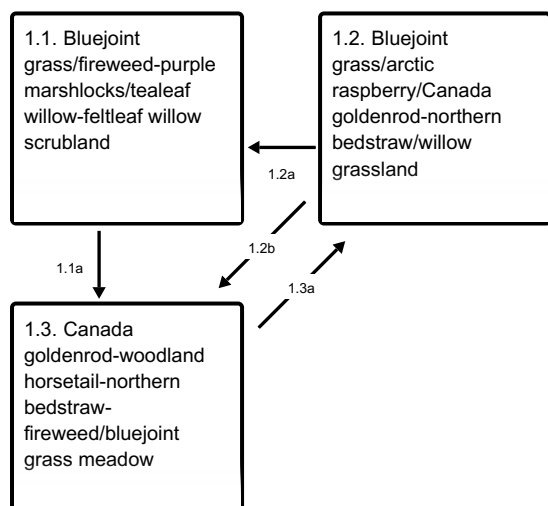 1.1. Bluejoint
grass/fireweed-purple
marshlocks/tealeaf
willow-feltleaf willow
scrubland
1.2. Bluejoint
grass/arctic
raspberry/Canada
goldenrod-northern
bedstraw/willow
grassland
1.2a
1.2b
1.1a
1.3a
1.3. Canada
goldenrod-woodland
horsetail-northern
bedstraw-
fireweed/bluejoint
grass meadow